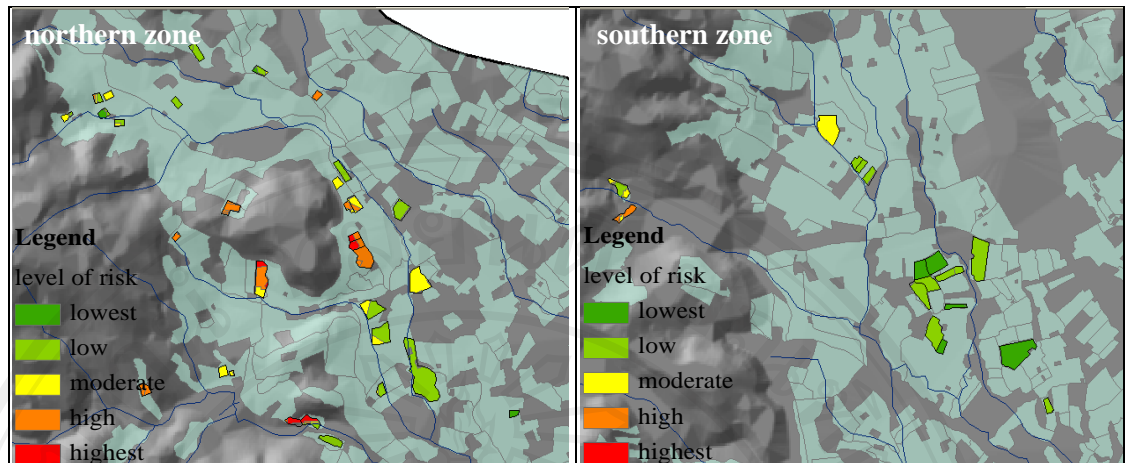 northern zone
Legend
level of risk
lowest
low
moderate
high
highest
southern zone
Legend
level of risk
lowest
low
moderate
high
highest